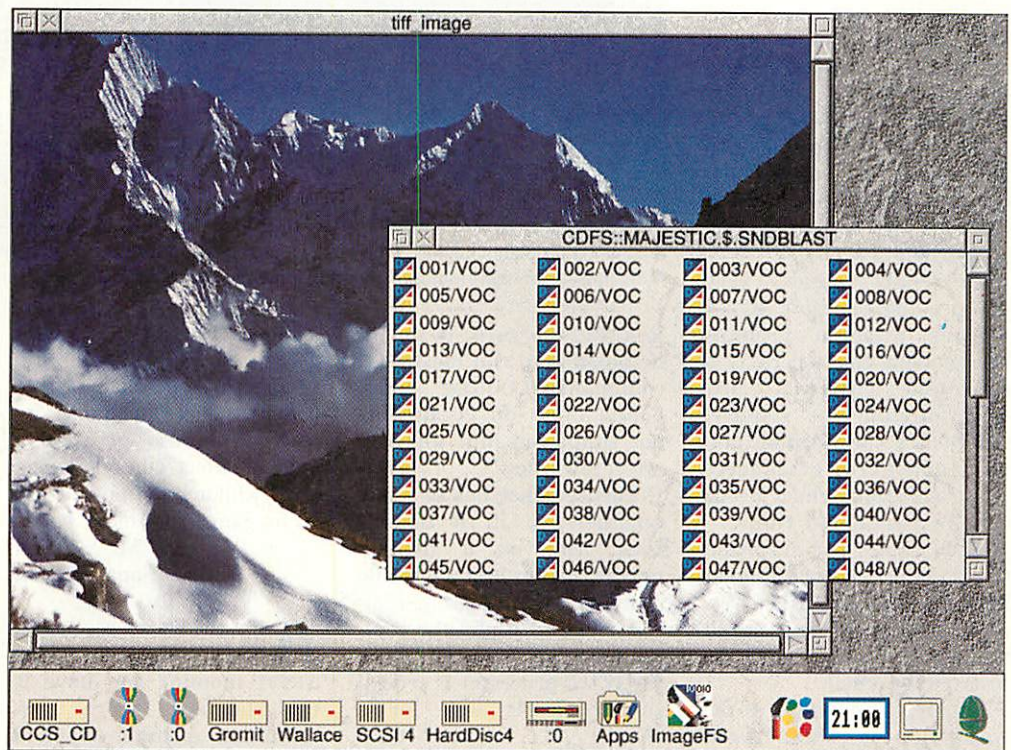 tiff image
CDFS::MAJESTIC.$.SNDBLAST
001/VOC 002/VOC 003/VOC 004/VOC
005/VOC 006/VOC 007/VOC 008/VOC
009/VOC 010/VOC 011/VOC 012/VOC
013/VOC 014/VOC 015/VOC 016/VOC
017/VOC 018/VOC 019/VOC 020/VOC
021/VOC 022/VOC 023/VOC 024/VOC
025/VOC 026/VOC 027/VOC 028/VOC
029/VOC 030/VOC 031/VOC 032/VOC
033/VOC 034/VOC 035/VOC 036/VOC
037/VOC 038/VOC 039/VOC 040/VOC
041/VOC 042/VOC 043/VOC 044/VOC
045/VOC 046/VOC 047/VOC 048/VOC
21:00
CCS_CD :1 :0 Gromit Wallace SCSI 4 HardDisc4 :0 Apps ImageFS